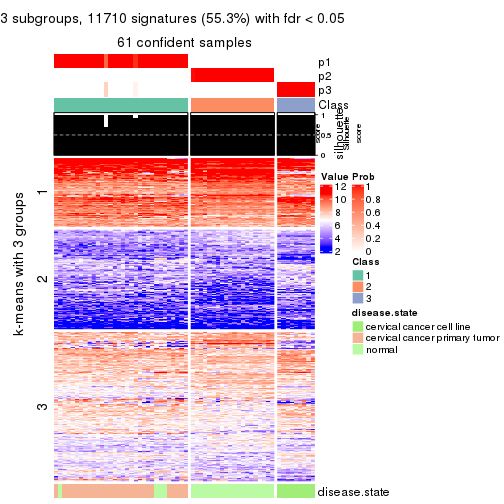 3 subgroups, 11710 signatures (55.3%) with fdr < 0.05
61 confident samples
p1
p2
p3
Class
1
0.5
0
silhouette
score
Silhouette
score
k-means with 3 groups
1
2
3
Value
12
10
8
6
4
2
Prob
1
0.8
0.6
0.4
0.2
0
Class
1
2
3
disease.state
cervical cancer cell line
cervical cancer primary tumor
normal
disease.state